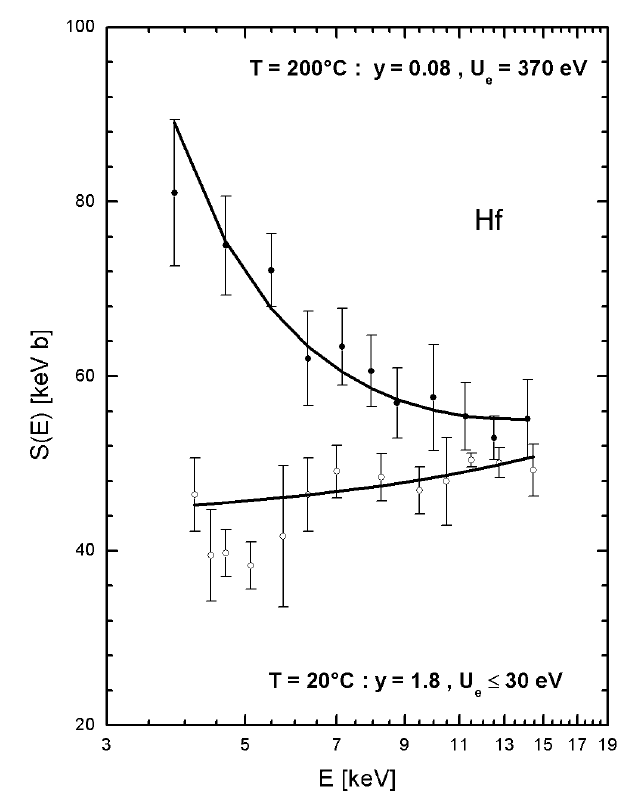 100
T = 200°C : y = 0.08 , Uₑ = 370 eV
80
Hf
60
S(E) [keV b]
40
T = 20°C : y = 1.8 , Uₑ ≤ 30 eV
20
3 5 7 9 11 13 15 17 19
E [keV]